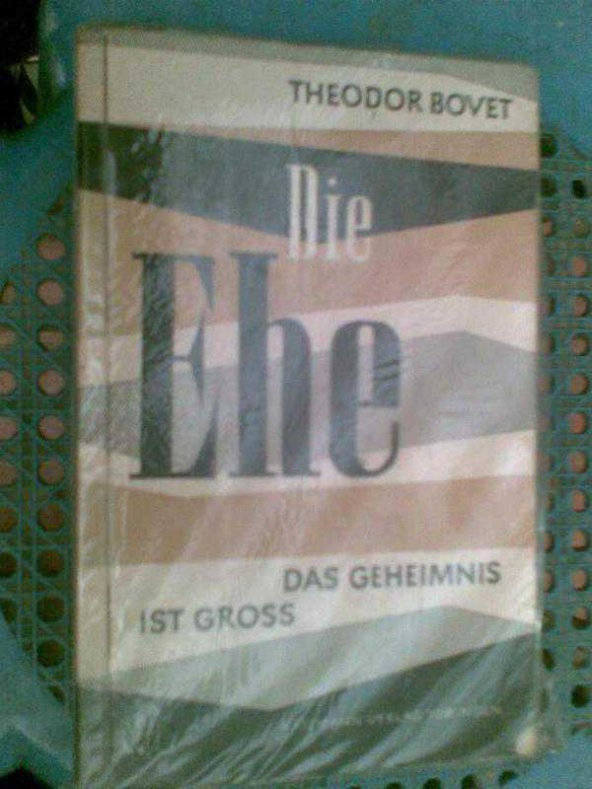 THEODOR BOVET
Die
Ehe
DAS GEHEIMNIS
IST GROSS